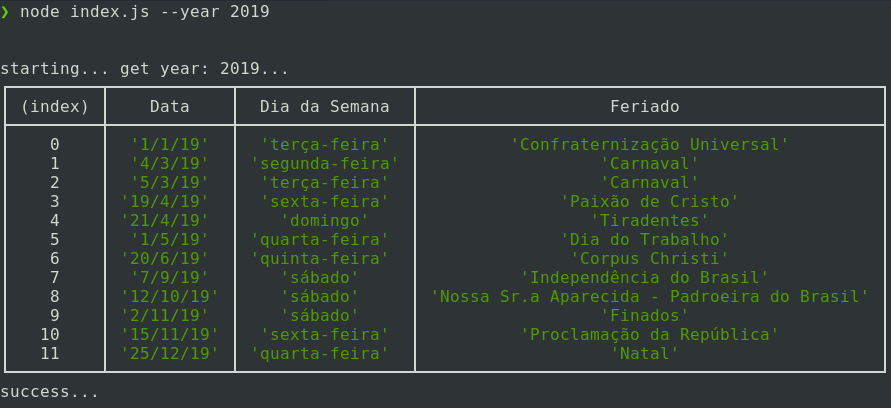 ❯ node index.js --year 2019
starting... get year: 2019...
(index) Data Dia da Semana Feriado
0 '1/1/19' 'terça-feira' 'Confraternização Universal'
1 '4/3/19' 'segunda-feira' 'Carnaval'
2 '5/3/19' 'terça-feira' 'Carnaval'
3 '19/4/19' 'sexta-feira' 'Paixão de Cristo'
4 '21/4/19' 'domingo' 'Tiradentes'
5 '1/5/19' 'quarta-feira' 'Dia do Trabalho'
6 '20/6/19' 'quinta-feira' 'Corpus Christi'
7 '7/9/19' 'sábado' 'Independência do Brasil'
8 '12/10/19' 'sábado' 'Nossa Sr.a Aparecida - Padroeira do Brasil'
9 '2/11/19' 'sábado' 'Finados'
10 '15/11/19' 'sexta-feira' 'Proclamação da República'
11 '25/12/19' 'quarta-feira' 'Natal'
success...